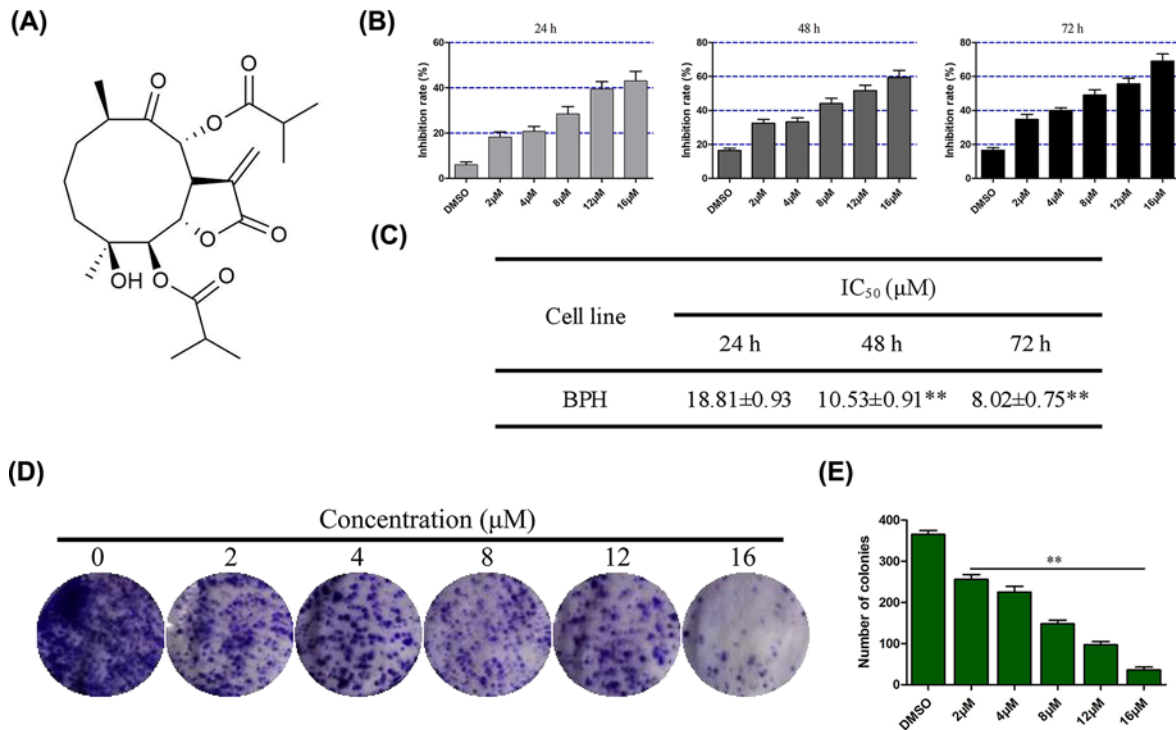 (A)
O
O
O
O
O
OH
O
O
(B)
24 h
Inhibition rate (%)
60
40
20
0
DMSO
2μM
4μM
8μM
12μM
16μM
48 h
Inhibition rate (%)
80
60
40
20
0
DMSO
2μM
4μM
8μM
12μM
16μM
72 h
Inhibition rate (%)
80
60
40
20
0
DMSO
2μM
4μM
8μM
12μM
16μM
(C)
Cell line
IC50 (μM)
24 h 48 h 72 h
BPH 18.81±0.93 10.53±0.91** 8.02±0.75**
(D)
Concentration (μM)
0 2 4 8 12 16
(E)
Number of colonies
400
300
200
100
0
**
DMSO
2μM
4μM
8μM
12μM
16μM